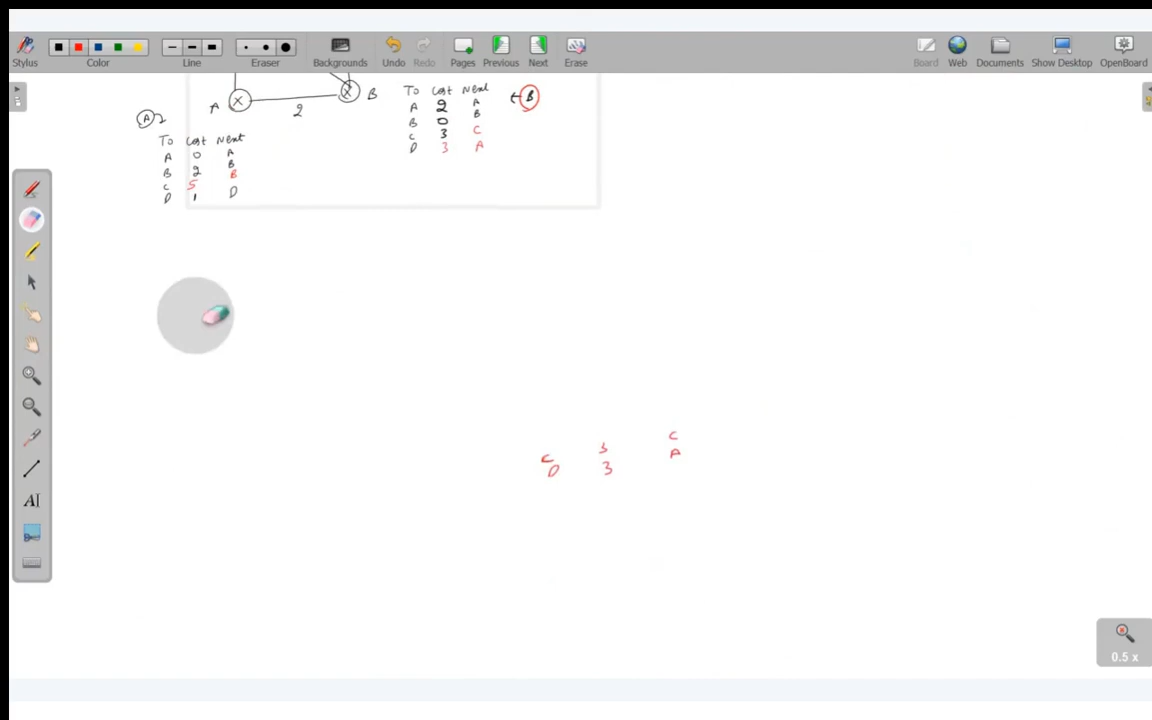 Stylus Color Line Eraser Backgrounds Undo Redo Pages Previous Next Erase Board Web Documents Show Desktop OpenBoard
A B
2
To Cost Next
A 2 A
B 0 B
C 3 C
D 3 A
B
A
To Cost Next
A 0 A
B 2 B
B
C 5
D 1 D
C 3 C
D 3 A
AI
0.5 x